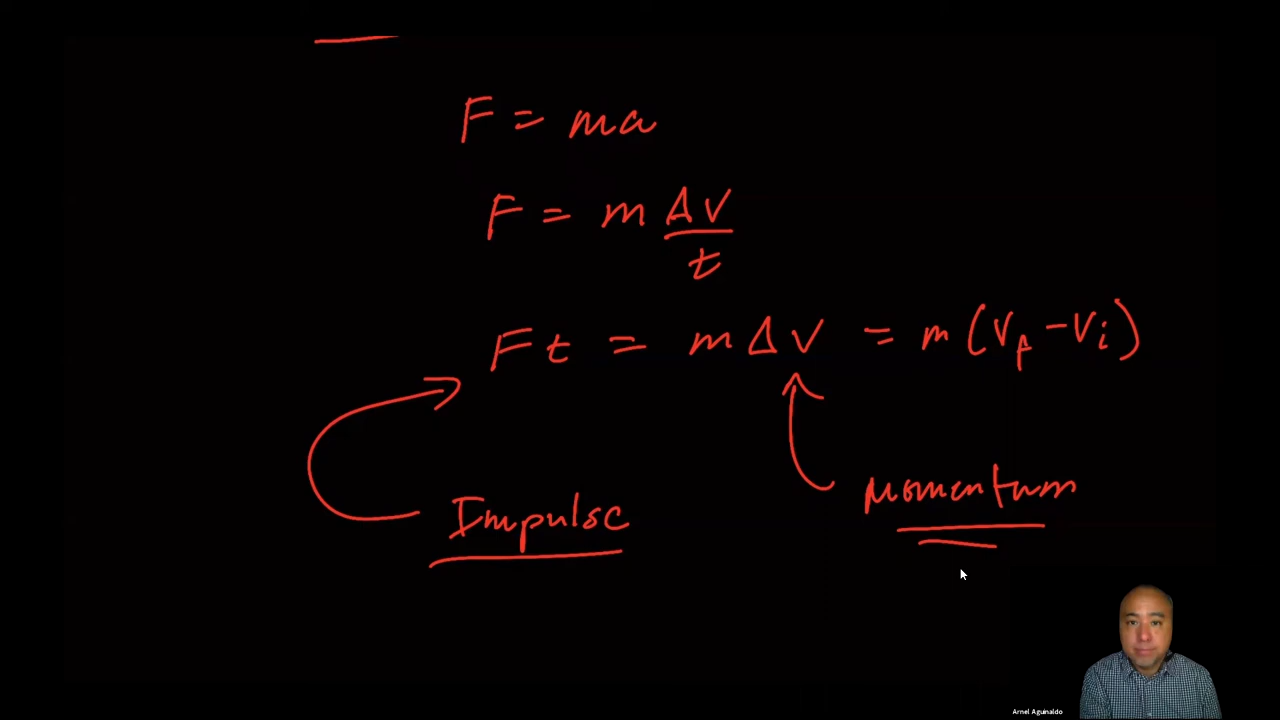 F = ma
F = m Δv/t
Ft = mΔv = m(vf - vi)
Impulse
Momentum
Arnel Aguinaldo